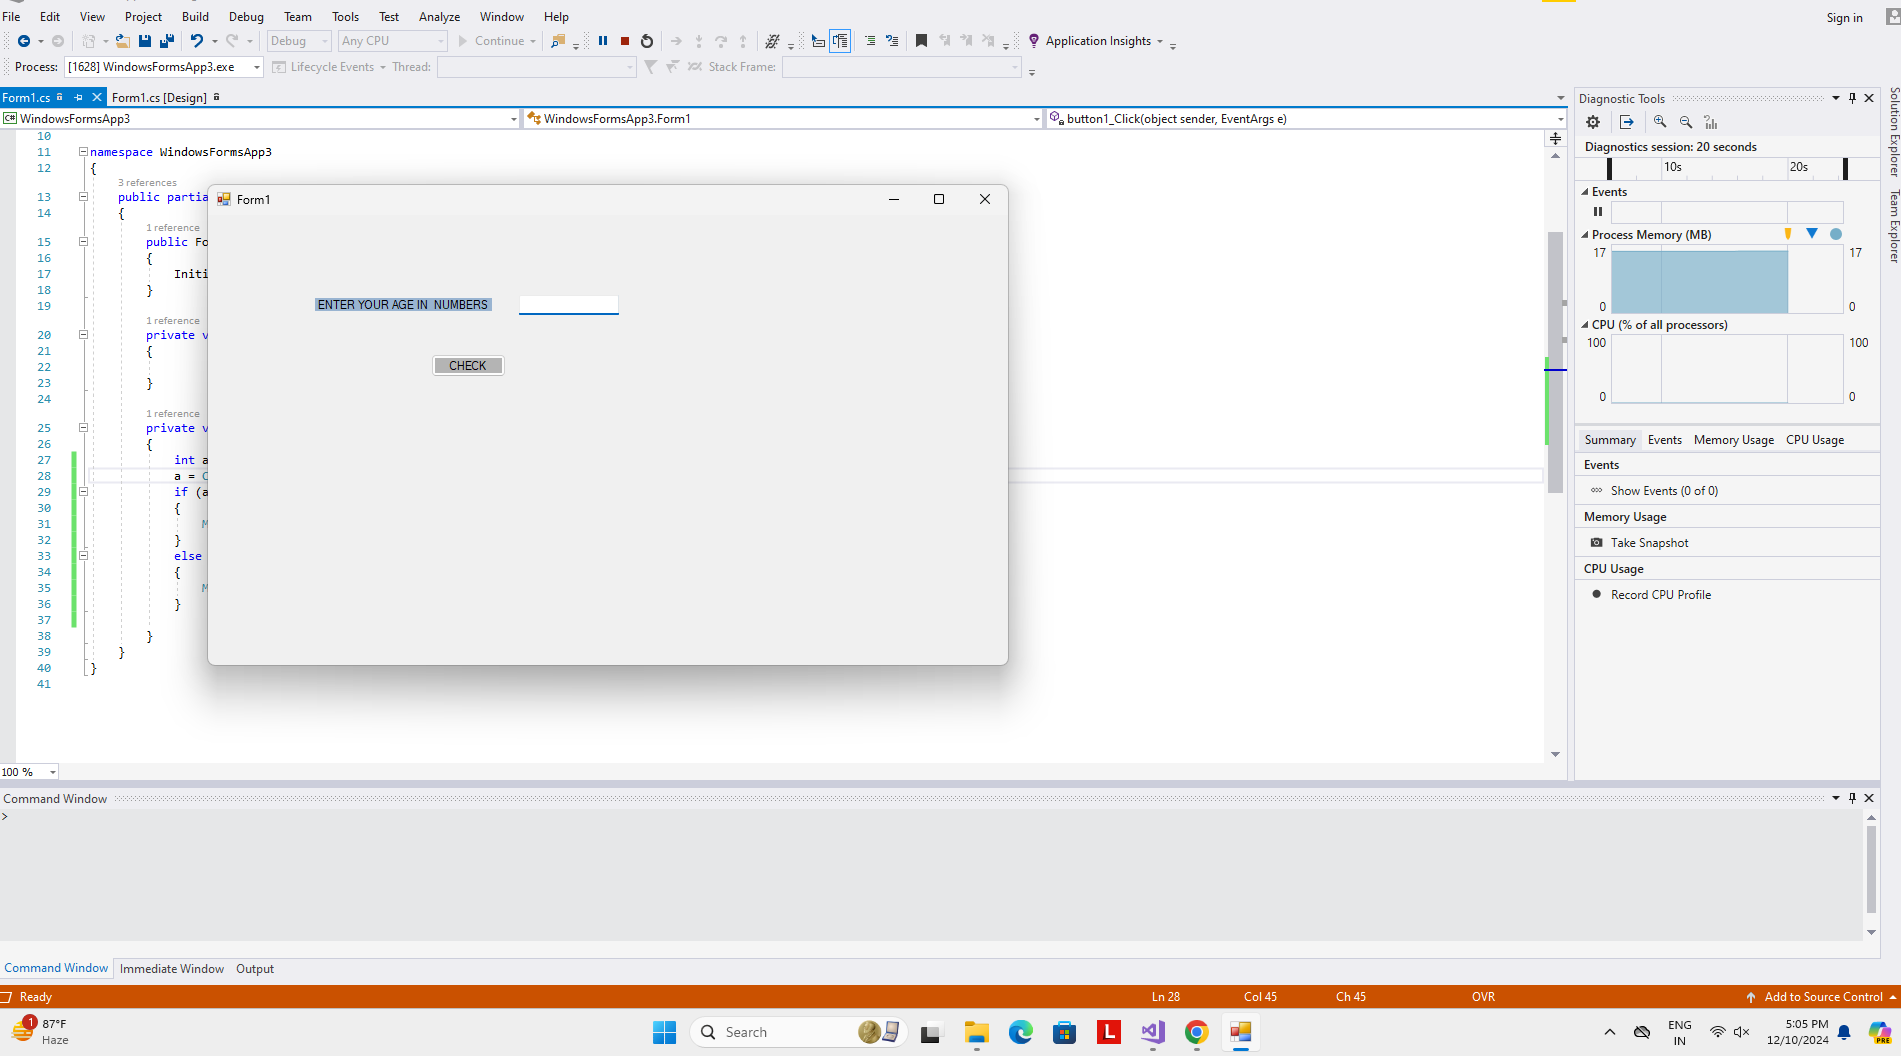 File Edit View Project Build Debug Team Tools Test Analyze Window Help
Sign in
Debug Any CPU Continue Application Insights
Process: [1628] WindowsFormsApp3.exe Lifecycle Events Thread: Stack Frame:
Form1.cs Form1.cs [Design]
C# WindowsFormsApp3 WindowsFormsApp3.Form1 button1_Click(object sender, EventArgs e)
10
11 namespace WindowsFormsApp3
12 {
3 references
13 public partia
14 {
1 reference
15 public Fo
16 {
17 Initi
18 }
19
1 reference
20 private v
21 {
22
23 }
24
1 reference
25 private v
26 {
27 int a
28 a = C
29 if (a
30 {
31 M
32 }
33 else
34 {
35 M
36 }
37
38 }
39 }
40 }
41
Form1
ENTER YOUR AGE IN  NUMBERS
CHECK
100 %
Diagnostic Tools
Diagnostics session: 20 seconds
10s 20s
Events
Process Memory (MB)
17 17
0 0
CPU (% of all processors)
100 100
0 0
Summary Events Memory Usage CPU Usage
Events
Show Events (0 of 0)
Memory Usage
Take Snapshot
CPU Usage
Record CPU Profile
Solution Explorer
Team Explorer
Command Window
>
Command Window Immediate Window Output
Ready Ln 28 Col 45 Ch 45 OVR Add to Source Control
1 87°F
Haze
Search
L
PRE
ENG
IN
5:05 PM
12/10/2024